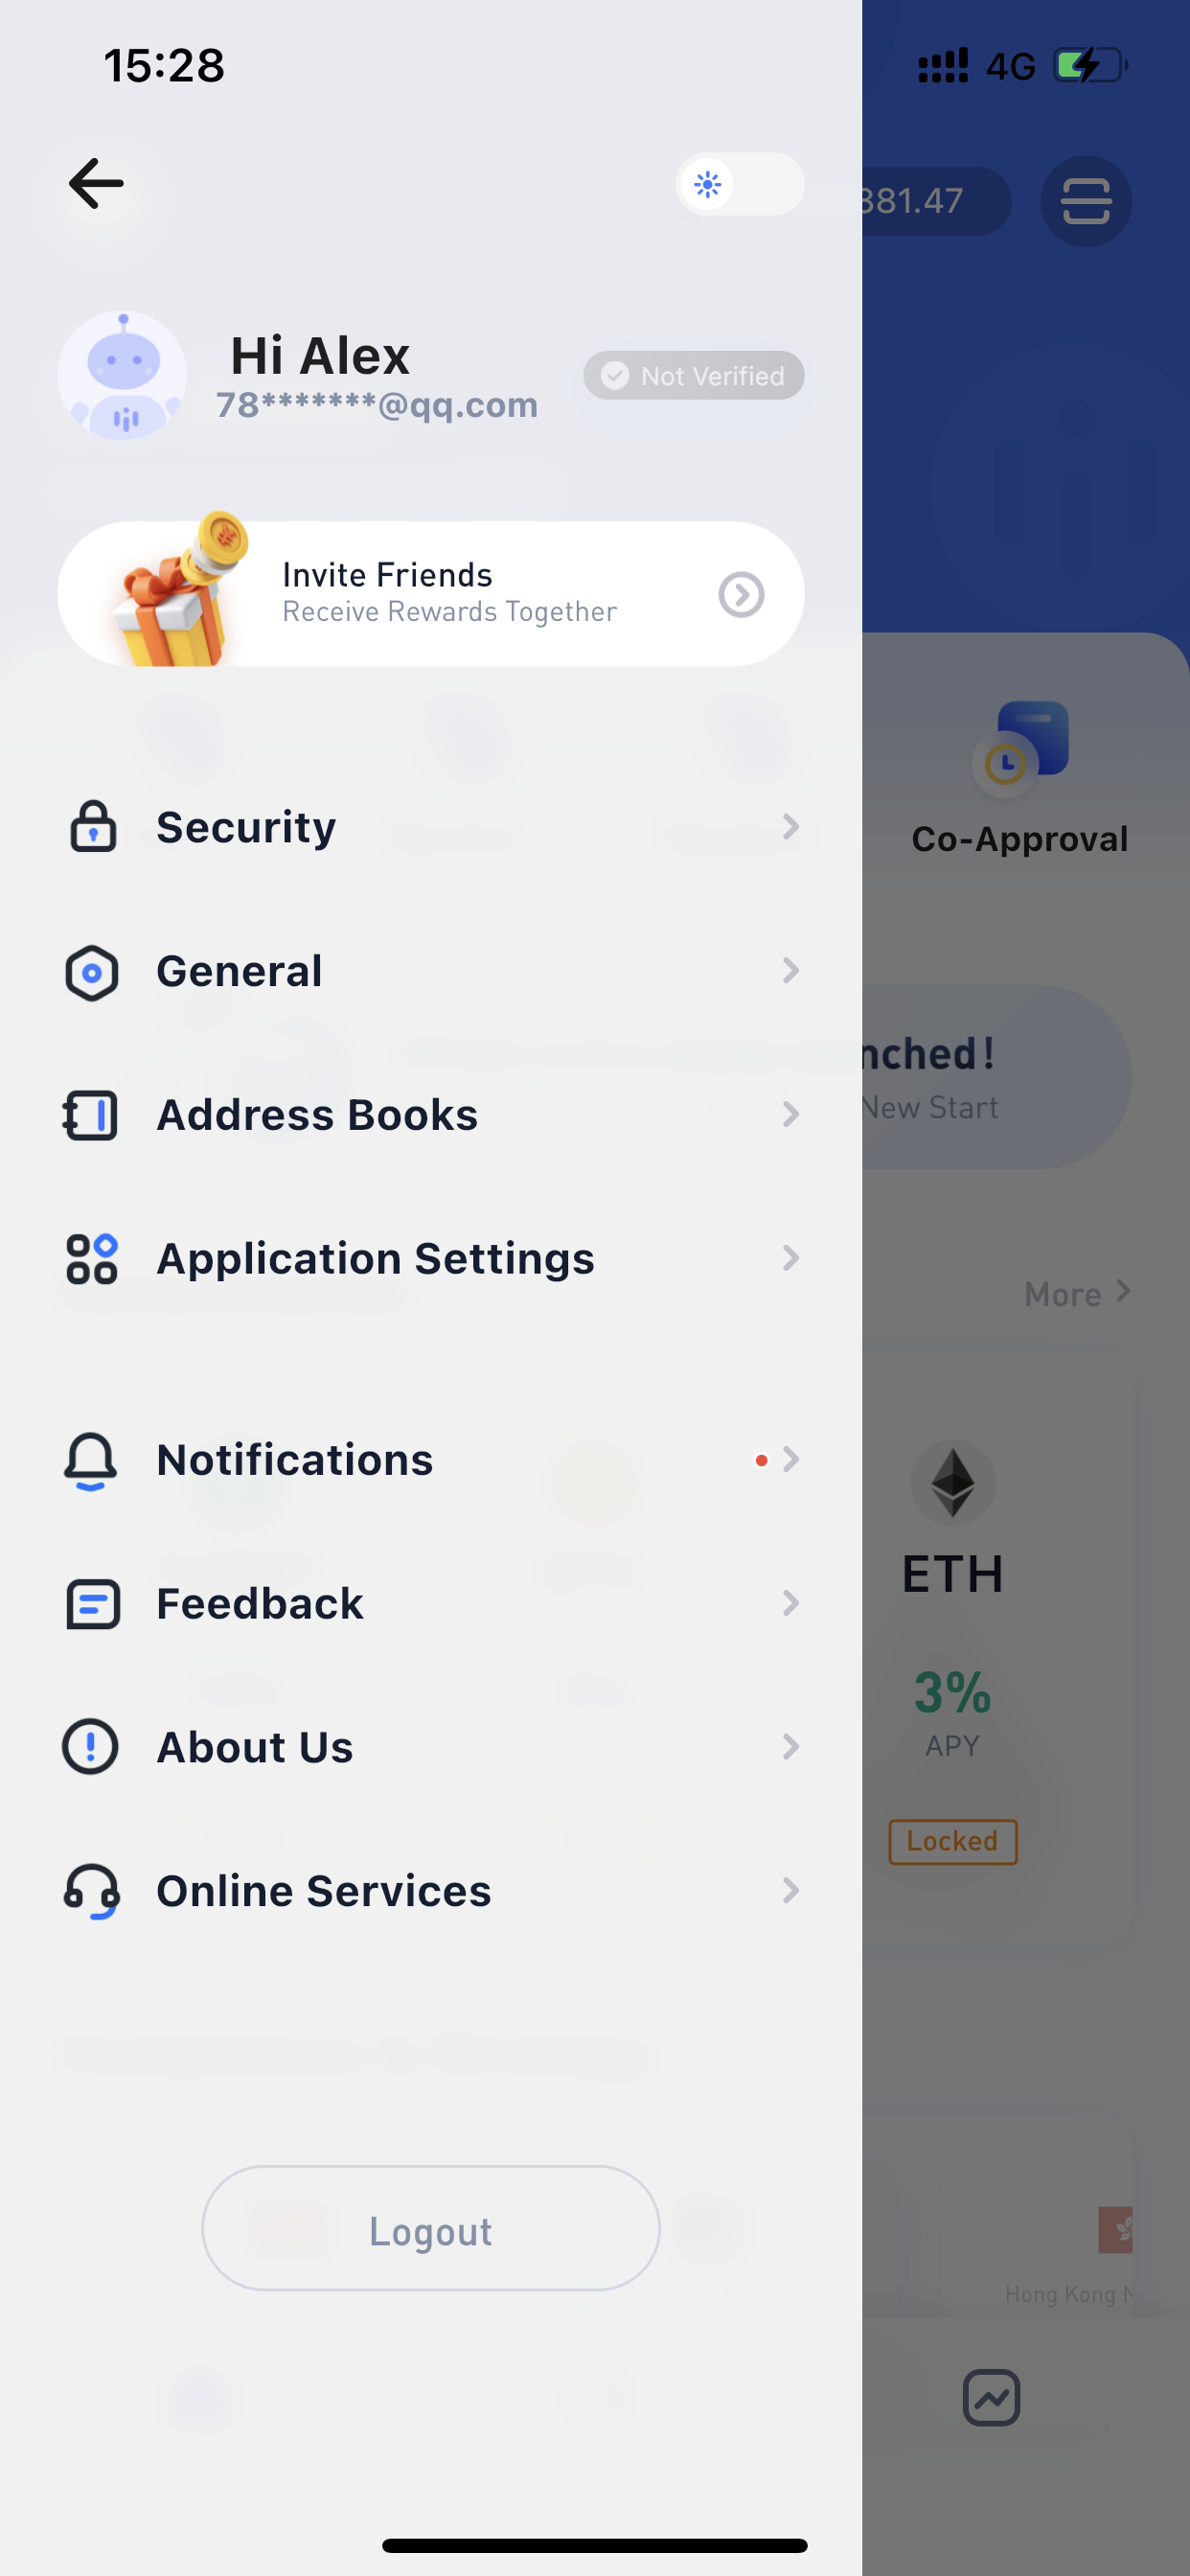 15:28
4G
881.47
Hi Alex
78*******@qq.com
Not Verified
Invite Friends
Receive Rewards Together
Security
Co-Approval
General
nched!
New Start
Address Books
Application Settings
More
Notifications
ETH
Feedback
3%
APY
About Us
Locked
Online Services
Logout
Hong Kong